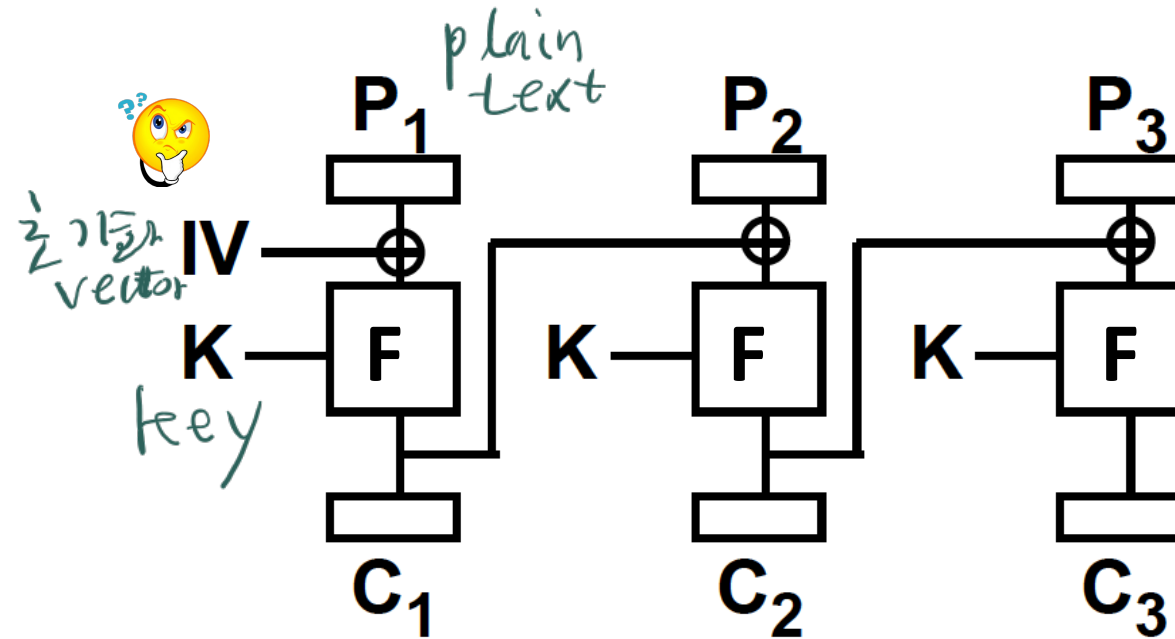 plain
text
P1 P2 P3
??
초기화 IV
vector
K F K F K F
key
C1 C2 C3